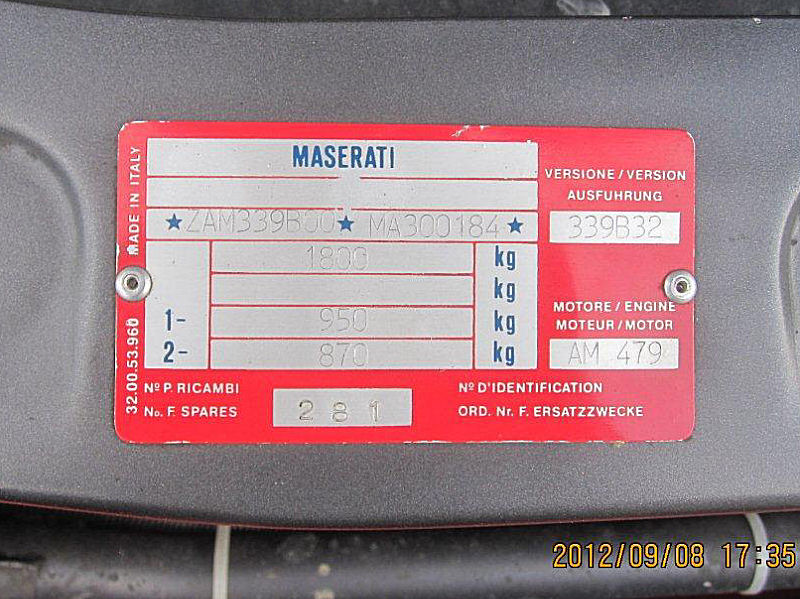 MASERATI
MADE IN ITALY
VERSIONE / VERSION
AUSFUHRUNG
★ZAM339B00★ MA300184★
339B32
1800 kg
kg
1- 950 kg
2- 870 kg
MOTORE / ENGINE
MOTEUR / MOTOR
AM 479
32.00.53.960
Nº P. RICAMBI
No. F. SPARES
281
Nº D'IDENTIFICATION
ORD. Nr. F. ERSATZZWECKE
2012/09/08 17:35